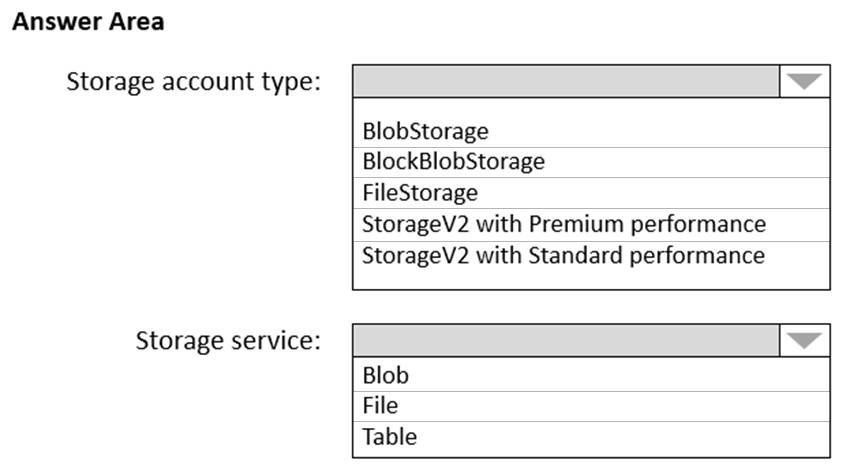 Answer Area
Storage account type:
BlobStorage
BlockBlobStorage
FileStorage
StorageV2 with Premium performance
StorageV2 with Standard performance
Storage service:
Blob
File
Table